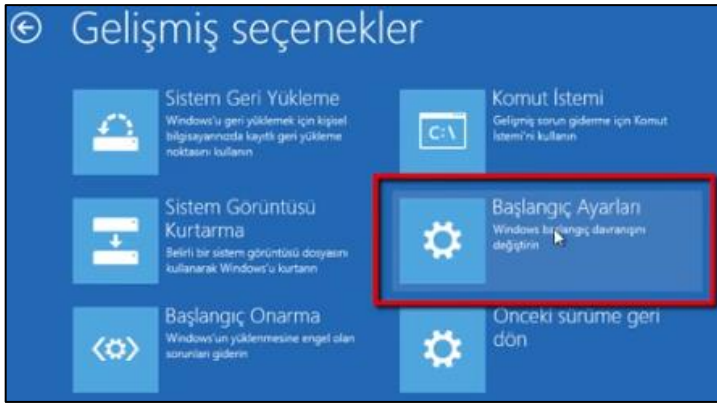 Gelişmiş seçenekler
Sistem Geri Yükleme
Windows'u geri yüklemek için kişisel
bilgisayarınızda kayıtlı geri yükleme
noktasını kullanın
Sistem Görüntüsü
Kurtarma
Belirli bir sistem görüntüsü dosyasını
kullanarak Windows'u kurtarın
Başlangıç Onarma
Windows'un yüklenmesine engel olan
sorunları giderin
C:\
Komut İstemi
Gelişmiş sorun giderme için Komut
İstemi'ni kullanın
Başlangıç Ayarları
Windows başlangıç davranışını
değiştirin
Önceki sürüme geri
dön